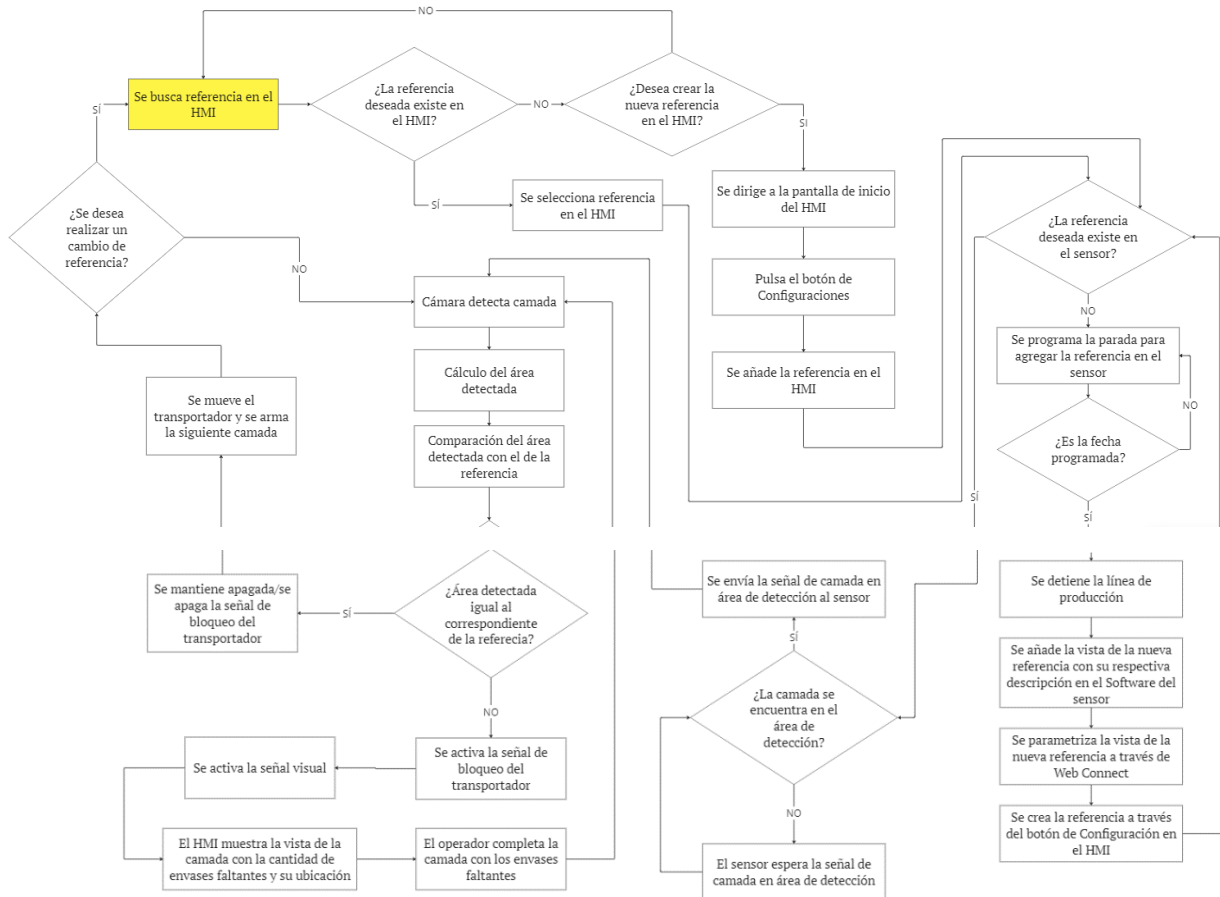 NO
Se busca referencia en el
HMI
¿La referencia
deseada existe en
el HMI?
NO
¿Desea crear la
nueva referencia
en el HMI?
SÍ
SI
¿Se desea
realizar un
cambio de
referencia?
SÍ
Se selecciona referencia
en el HMI
Se dirige a la pantalla de inicio
del HMI
¿La referencia
deseada existe en
el sensor?
NO
Cámara detecta camada
Pulsa el botón de
Configuraciones
NO
Se programa la parada para
agregar la referencia en el
sensor
Cálculo del área
detectada
Se añade la referencia en el
HMI
Se mueve el
transportador y se arma
la siguiente camada
NO
Comparación del área
detectada con el de la
referencia
¿Es la fecha
programada?
SÍ
SÍ
Se mantiene apagada/se
apaga la señal de
bloqueo del
transportador
SÍ
¿Área detectada
igual al
correspondiente
de la referecia?
Se envía la señal de camada en
área de detección al sensor
Se detiene la línea de
producción
SÍ
Se añade la vista de la nueva
referencia con su respectiva
descripción en el Software del
sensor
¿La camada se
encuentra en el
área de
detección?
NO
Se activa la señal visual
Se activa la señal de
bloqueo del
transportador
Se parametriza la vista de la
nueva referencia a través de
Web Connect
NO
Se crea la referencia a través
del botón de Configuración en
el HMI
El HMI muestra la vista de la
camada con la cantidad de
envases faltantes y su ubicación
El operador completa la
camada con los envases
faltantes
El sensor espera la señal de
camada en área de detección